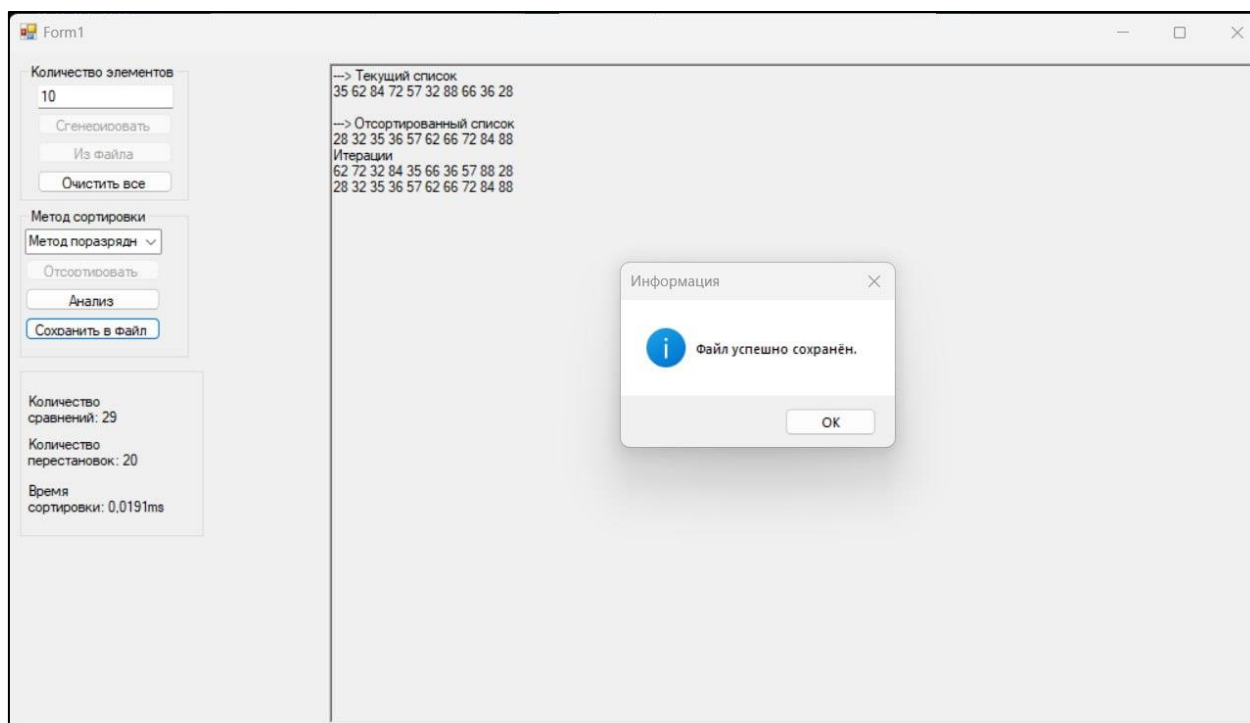 Form1
Количество элементов
10
Сгенерировать
Из файла
Очистить все
Метод сортировки
Метод поразрядн
Отсортировать
Анализ
Сохранить в файл
Количество
сравнений: 29
Количество
перестановок: 20
Время
сортировки: 0,0191ms
---> Текущий список
35 62 84 72 57 32 88 66 36 28
---> Отсортированный список
28 32 35 36 57 62 66 72 84 88
Итерации
62 72 32 84 35 66 36 57 88 28
28 32 35 36 57 62 66 72 84 88
Информация
Файл успешно сохранён.
ОК